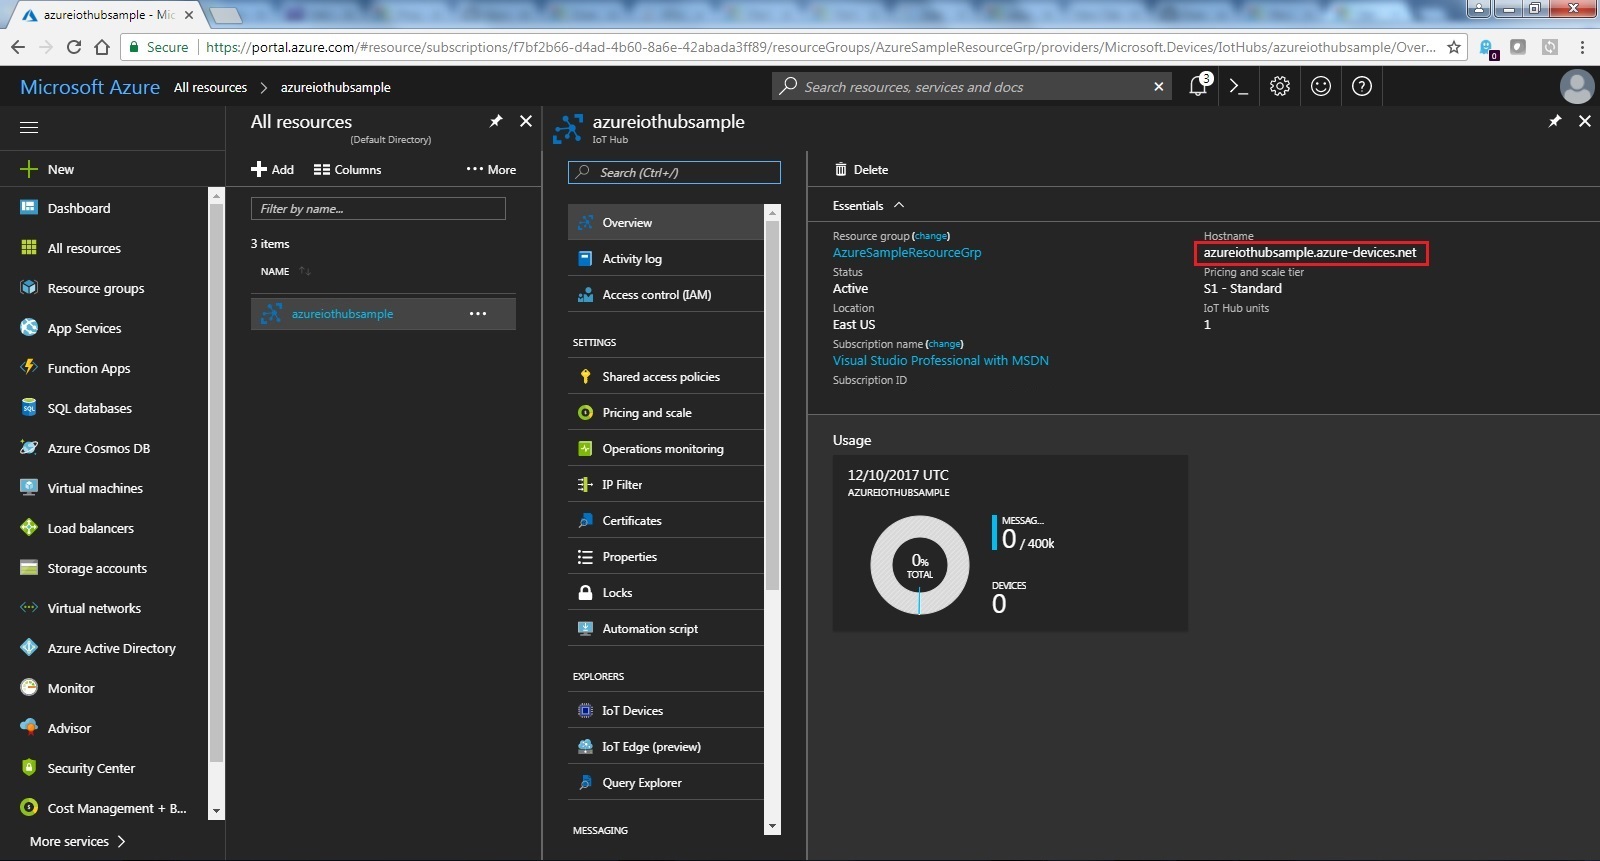 azureiothubsample - Mic
Secure
https://portal.azure.com/#resource/subscriptions/f7bf2b66-d4ad-4b60-8a6e-42abada3ff89/resourceGroups/AzureSampleResourceGrp/providers/Microsoft.Devices/IotHubs/azureiothubsample/Over...
0
Microsoft Azure
All resources > azureiothubsample
Search resources, services and docs
3
New
Dashboard
All resources
Resource groups
App Services
Function Apps
SQL databases
Azure Cosmos DB
Virtual machines
Load balancers
Storage accounts
Virtual networks
Azure Active Directory
Monitor
Advisor
Security Center
Cost Management + B...
More services >
All resources
(Default Directory)
Add
Columns
More
Filter by name...
3 items
NAME
azureiothubsample
azureiothubsample
IoT Hub
Search (Ctrl+/)
Overview
Activity log
Access control (IAM)
SETTINGS
Shared access policies
Pricing and scale
Operations monitoring
IP Filter
Certificates
Properties
Locks
Automation script
EXPLORERS
IoT Devices
IoT Edge (preview)
Query Explorer
MESSAGING
Delete
Essentials
Resource group (change)
AzureSampleResourceGrp
Status
Active
Location
East US
Subscription name (change)
Visual Studio Professional with MSDN
Subscription ID
Hostname
azureiothubsample.azure-devices.net
Pricing and scale tier
S1 - Standard
IoT Hub units
1
Usage
12/10/2017 UTC
AZUREIOTHUBSAMPLE
0%
TOTAL
MESSAG...
0 / 400k
DEVICES
0